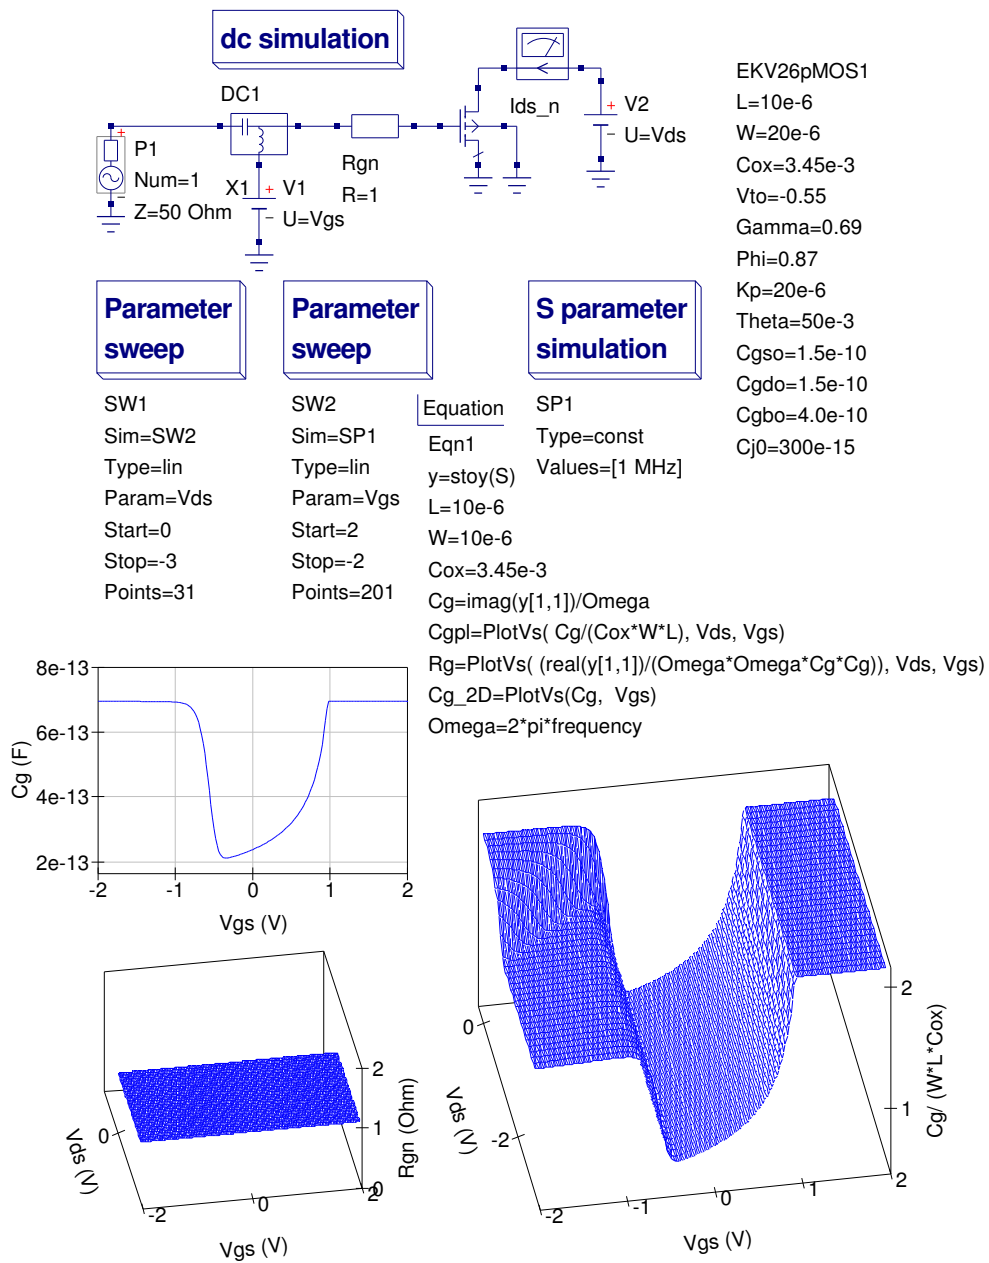 dc simulation
DC1
P1
Num=1
Z=50 Ohm
X1
V1
U=Vgs
Rgn
R=1
Ids_n
V2
U=Vds
EKV26pMOS1
L=10e-6
W=20e-6
Cox=3.45e-3
Vto=-0.55
Gamma=0.69
Phi=0.87
Kp=20e-6
Theta=50e-3
Cgso=1.5e-10
Cgdo=1.5e-10
Cgbo=4.0e-10
Cj0=300e-15
Parameter
sweep
SW1
Sim=SW2
Type=lin
Param=Vds
Start=0
Stop=-3
Points=31
Parameter
sweep
SW2
Sim=SP1
Type=lin
Param=Vgs
Start=2
Stop=-2
Points=201
S parameter
simulation
SP1
Type=const
Values=[1 MHz]
Equation
Eqn1
y=stoy(S)
L=10e-6
W=10e-6
Cox=3.45e-3
Cg=imag(y[1,1])/Omega
Cgpl=PlotVs( Cg/(Cox*W*L), Vds, Vgs)
Rg=PlotVs( (real(y[1,1])/(Omega*Omega*Cg*Cg)), Vds, Vgs)
Cg_2D=PlotVs(Cg, Vgs)
Omega=2*pi*frequency
8e-13
6e-13
4e-13
2e-13
Cg (F)
-2 -1 0 1 2
Vgs (V)
2
1
0
Rgn (Ohm)
0
Vds (V)
-2 0 2
Vgs (V)
2
1
Cg/ (W*L*Cox)
0
-2
Vds (V)
-2 -1 0 1 2
Vgs (V)